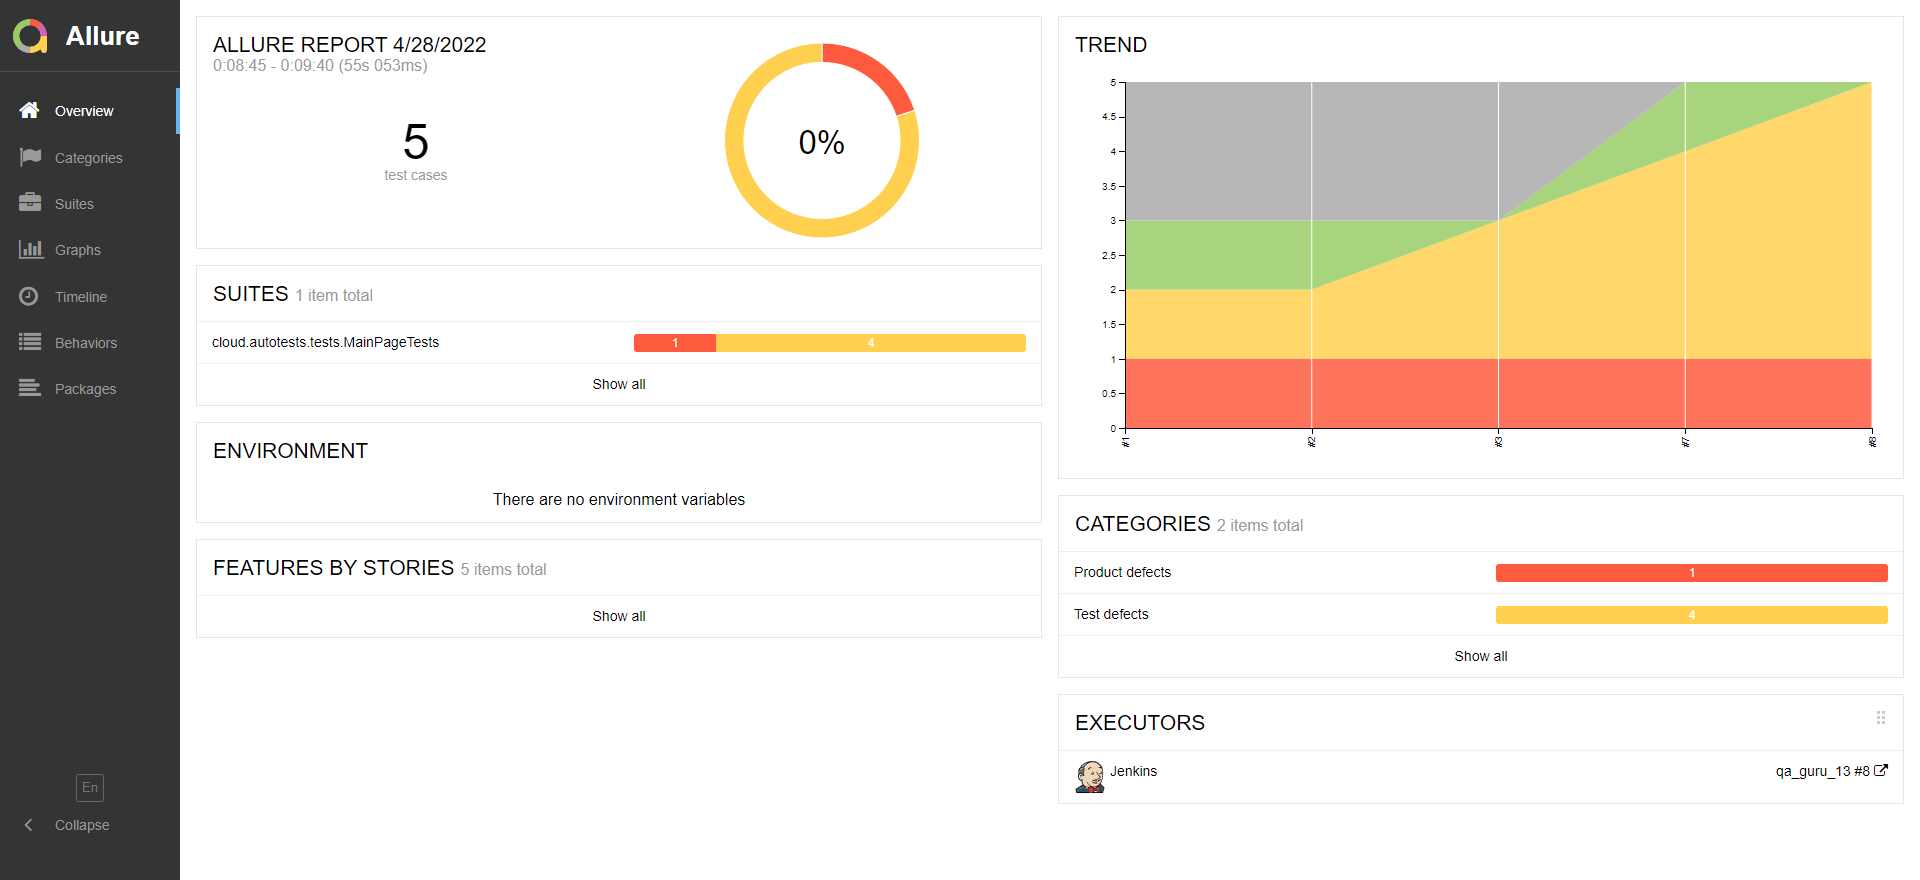 Allure
Overview
Categories
Suites
Graphs
Timeline
Behaviors
Packages
En
Collapse
ALLURE REPORT 4/28/2022
0:08:45 - 0:09:40 (55s 053ms)
5
test cases
0%
SUITES 1 item total
cloud.autotests.tests.MainPageTests
1 4
Show all
ENVIRONMENT
There are no environment variables
FEATURES BY STORIES 5 items total
Show all
TREND
5
4.5
4
3.5
3
2.5
2
1.5
1
0.5
0
#1 #2 #3 #7 #8
CATEGORIES 2 items total
Product defects 1
Test defects 4
Show all
EXECUTORS
Jenkins qa_guru_13 #8